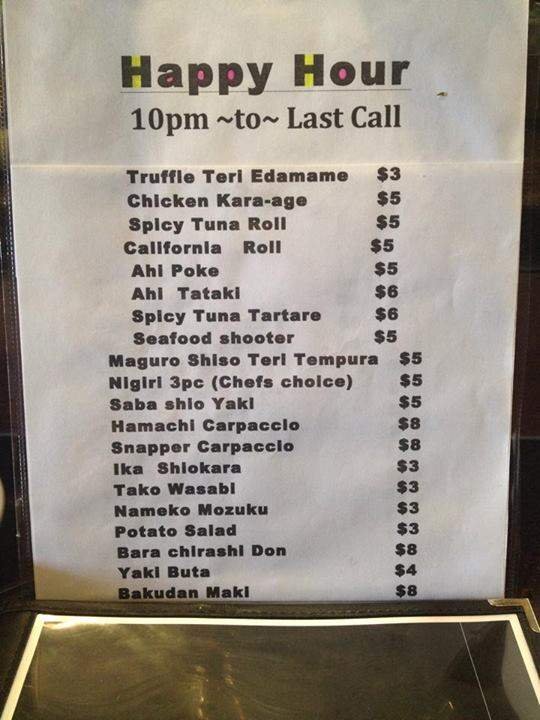 Happy Hour
10pm ~to~ Last Call
Truffle Teri Edamame $3
Chicken Kara-age $5
Spicy Tuna Roll $5
California Roll $5
Ahi Poke $5
Ahi Tataki $6
Spicy Tuna Tartare $6
Seafood shooter $5
Maguro Shiso Teri Tempura $5
Nigiri 3pc (Chefs choice) $5
Saba shio Yaki $5
Hamachi Carpaccio $8
Snapper Carpaccio $8
Ika Shiokara $3
Tako Wasabi $3
Nameko Mozuku $3
Potato Salad $3
Bara chirashi Don $8
Yaki Buta $4
Bakudan Maki $8